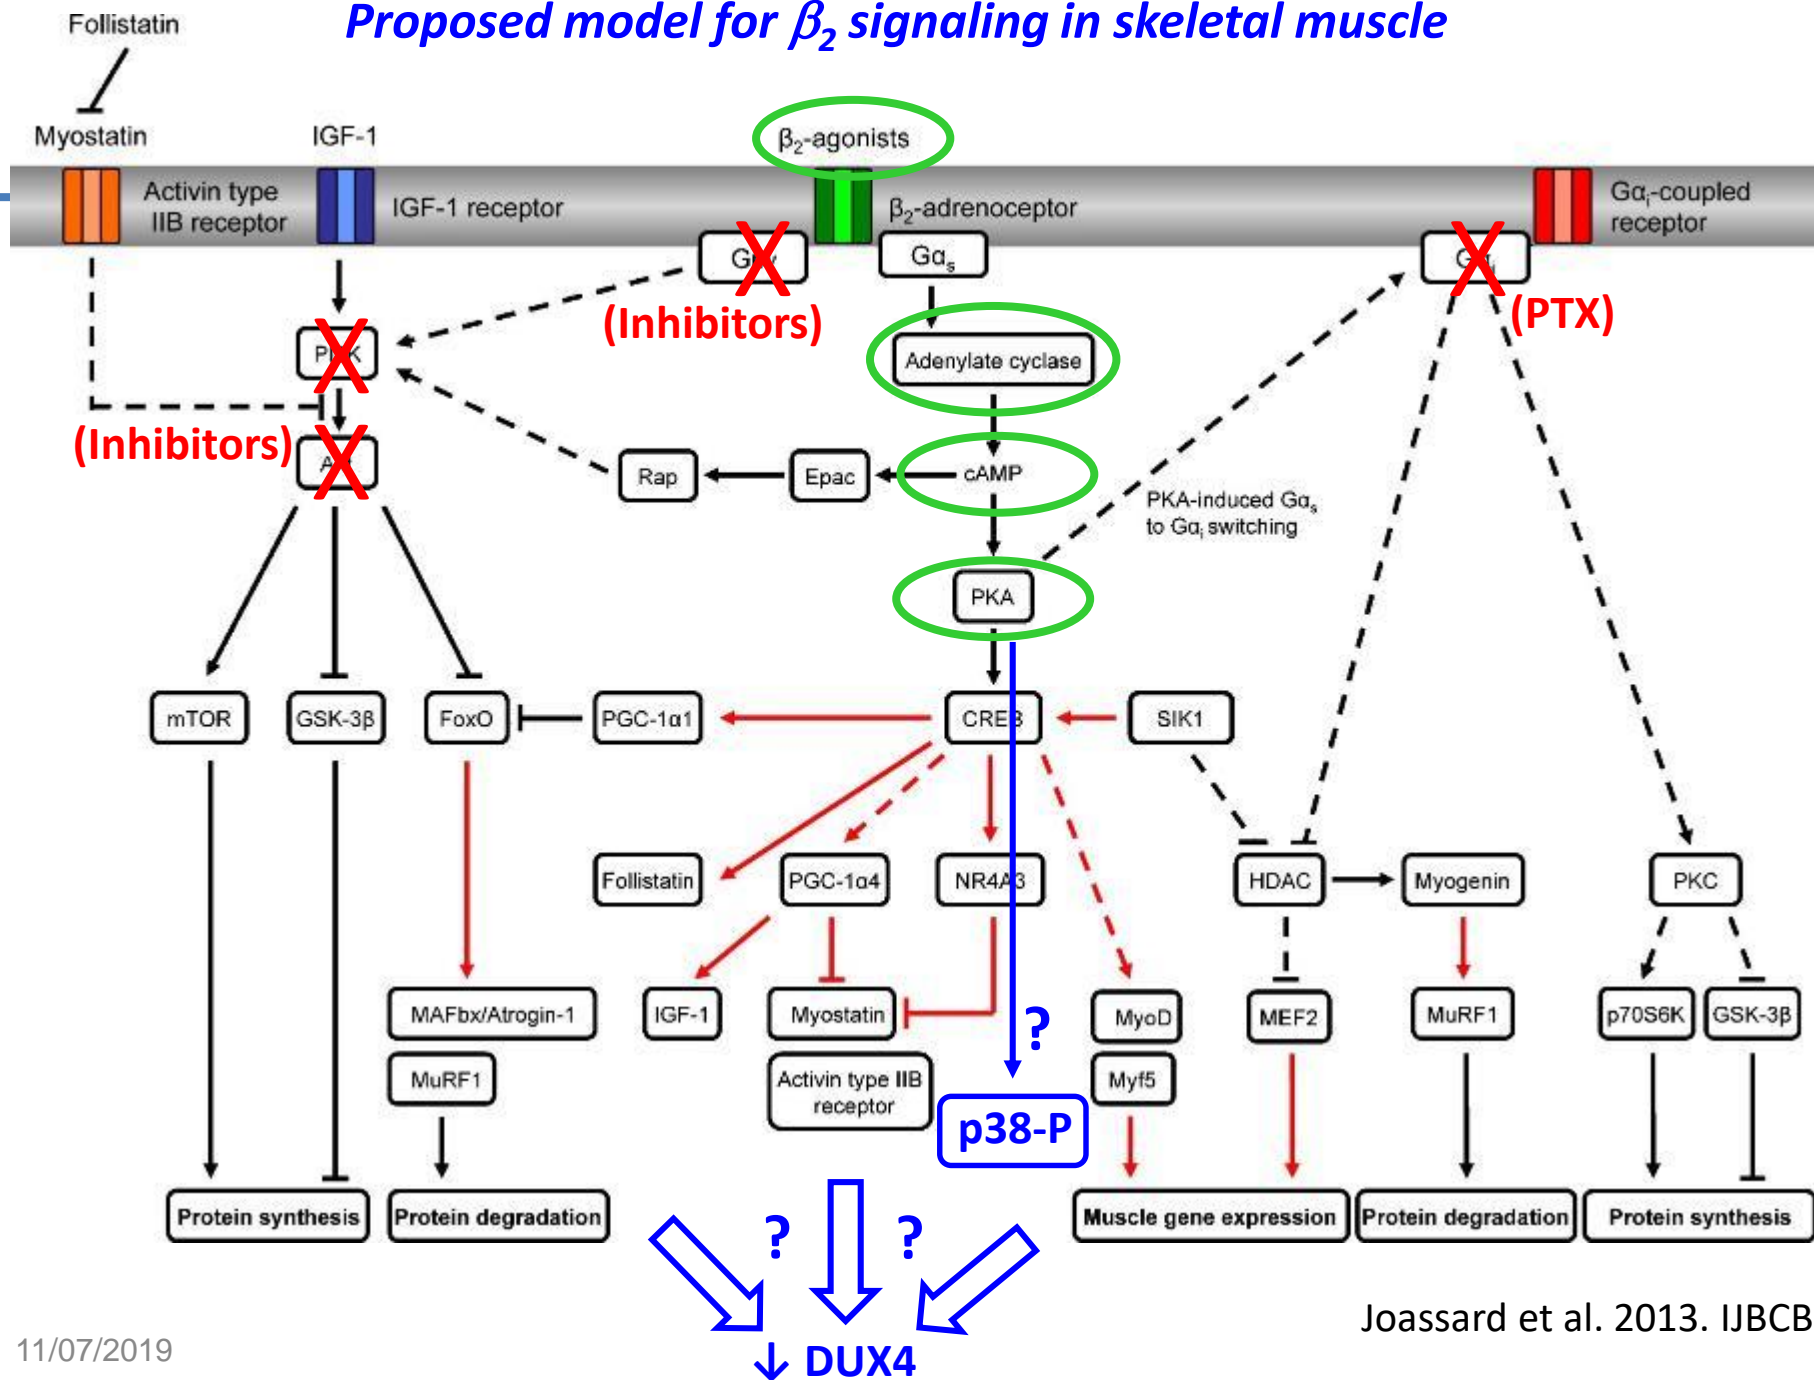 Proposed model for β2 signaling in skeletal muscle
Follistatin
Myostatin
IGF-1
β2-agonists
Activin type
IIB receptor
IGF-1 receptor
β2-adrenoceptor
Gαi-coupled
receptor
Gαs
(Inhibitors)
(PTX)
Adenylate cyclase
(Inhibitors)
Rap
Epac
cAMP
PKA-induced Gαs
to Gαi switching
PKA
mTOR
GSK-3β
FoxO
PGC-1α1
CREB
SIK1
Follistatin
PGC-1α4
NR4A3
HDAC
Myogenin
PKC
MAFbx/Atrogin-1
IGF-1
Myostatin
?
MyoD
MEF2
MuRF1
p70S6K
GSK-3β
MuRF1
Activin type IIB
receptor
Myf5
p38-P
Protein synthesis
Protein degradation
?
?
Muscle gene expression
Protein degradation
Protein synthesis
Joassard et al. 2013. IJBCB
11/07/2019
↓ DUX4